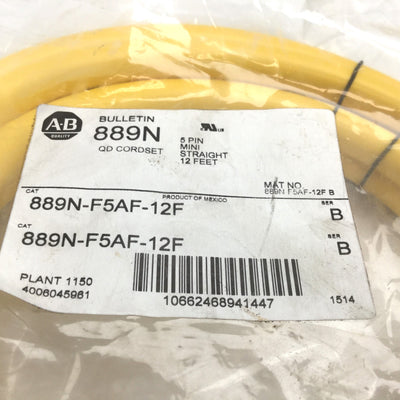 A-B
QUALITY
BULLETIN
889N
QD CORDSET
5 PIN
MINI
STRAIGHT
12 FEET
MAT NO.
889N-F5AF-12F B
PRODUCT OF MEXICO
CAT
SER
889N-F5AF-12F
B
CAT
SER
889N-F5AF-12F
B
PLANT 1150
4006045961
10662468941447
1514